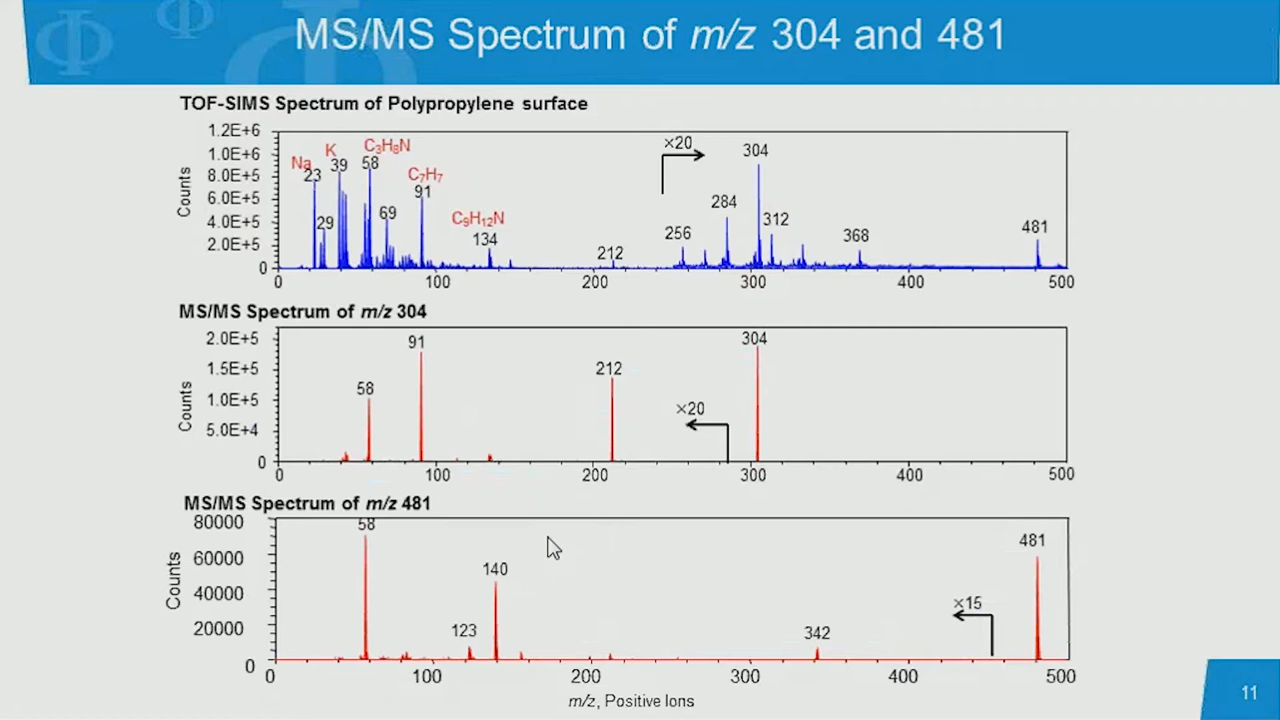 MS/MS Spectrum of m/z 304 and 481
TOF-SIMS Spectrum of Polypropylene surface
1.2E+6
1.0E+6
8.0E+5
6.0E+5
4.0E+5
2.0E+5
0
Counts
Na
23
29
K
39
C₃H₈N
58
69
C₇H₇
91
C₉H₁₂N
134
212
×20
256
284
304
312
368
481
0 100 200 300 400 500
MS/MS Spectrum of m/z 304
2.0E+5
1.5E+5
1.0E+5
5.0E+4
0
Counts
58
91
212
×20
304
0 100 200 300 400 500
MS/MS Spectrum of m/z 481
80000
60000
40000
20000
0
Counts
58
123
140
342
×15
481
0 100 200 300 400 500
m/z, Positive Ions
11